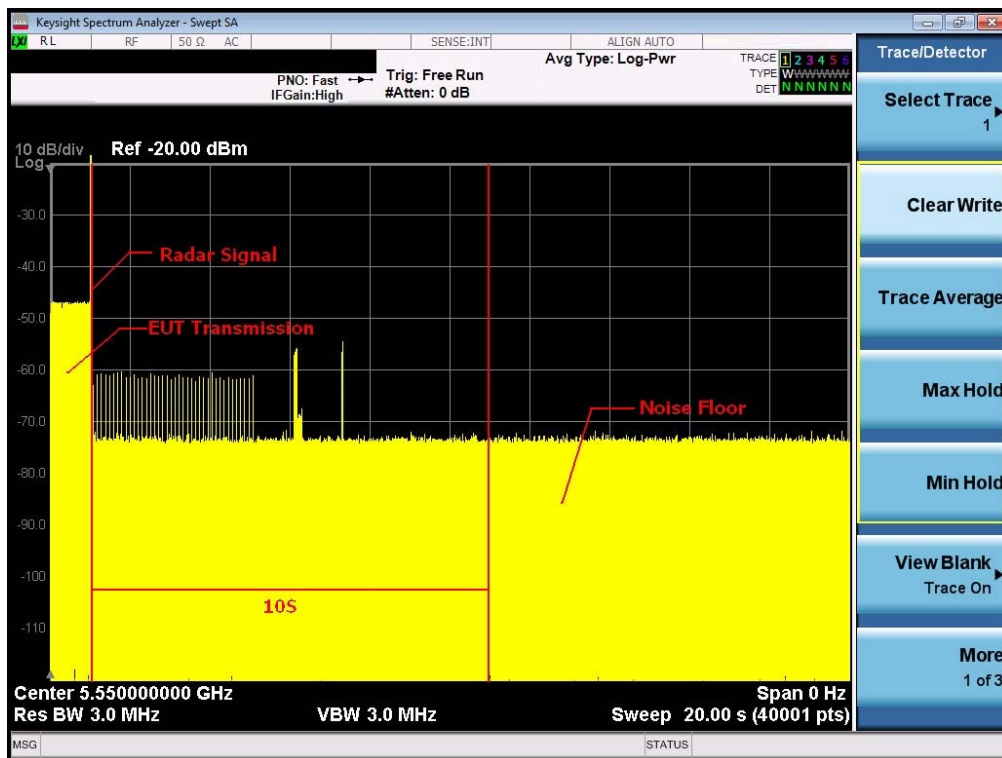 Keysight Spectrum Analyzer - Swept SA
LXI RL RF 50 Ω AC SENSE:INT ALIGN AUTO
Trace/Detector
Avg Type: Log-Pwr
TRACE 1 2 3 4 5 6
PNO: Fast
Trig: Free Run
TYPE W
IFGain:High
#Atten: 0 dB
DET N N N N N N
Select Trace
1
10 dB/div Ref -20.00 dBm
Log
Clear Write
-30.0
Radar Signal
-40.0
Trace Average
-50.0
EUT Transmission
-60.0
Max Hold
Noise Floor
-70.0
-80.0
Min Hold
-90.0
View Blank
Trace On
-100
10S
-110
More
1 of 3
Center 5.550000000 GHz Span 0 Hz
Res BW 3.0 MHz VBW 3.0 MHz Sweep 20.00 s (40001 pts)
MSG STATUS